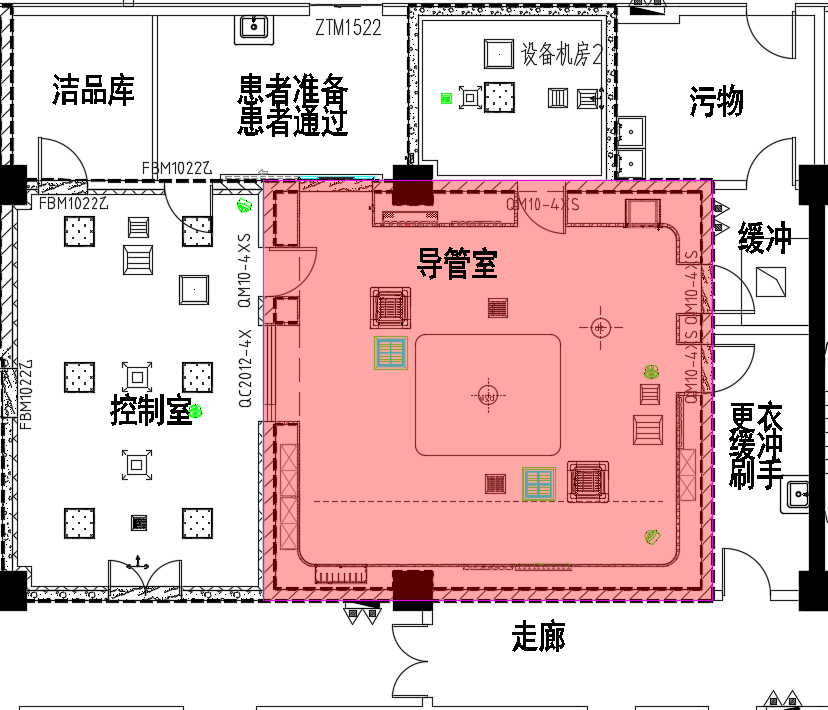 ZTM1522
洁品库
患者准备
患者通过
设备机房2
污物
FBM1022Z
FBM1022Z
QM10-4XS
缓冲
导管室
QM10-4XS
QM10-4XS
QC2012-4X
FBM1022Z
QM10-4XS
控制室
更衣
缓冲
刷手
走廊